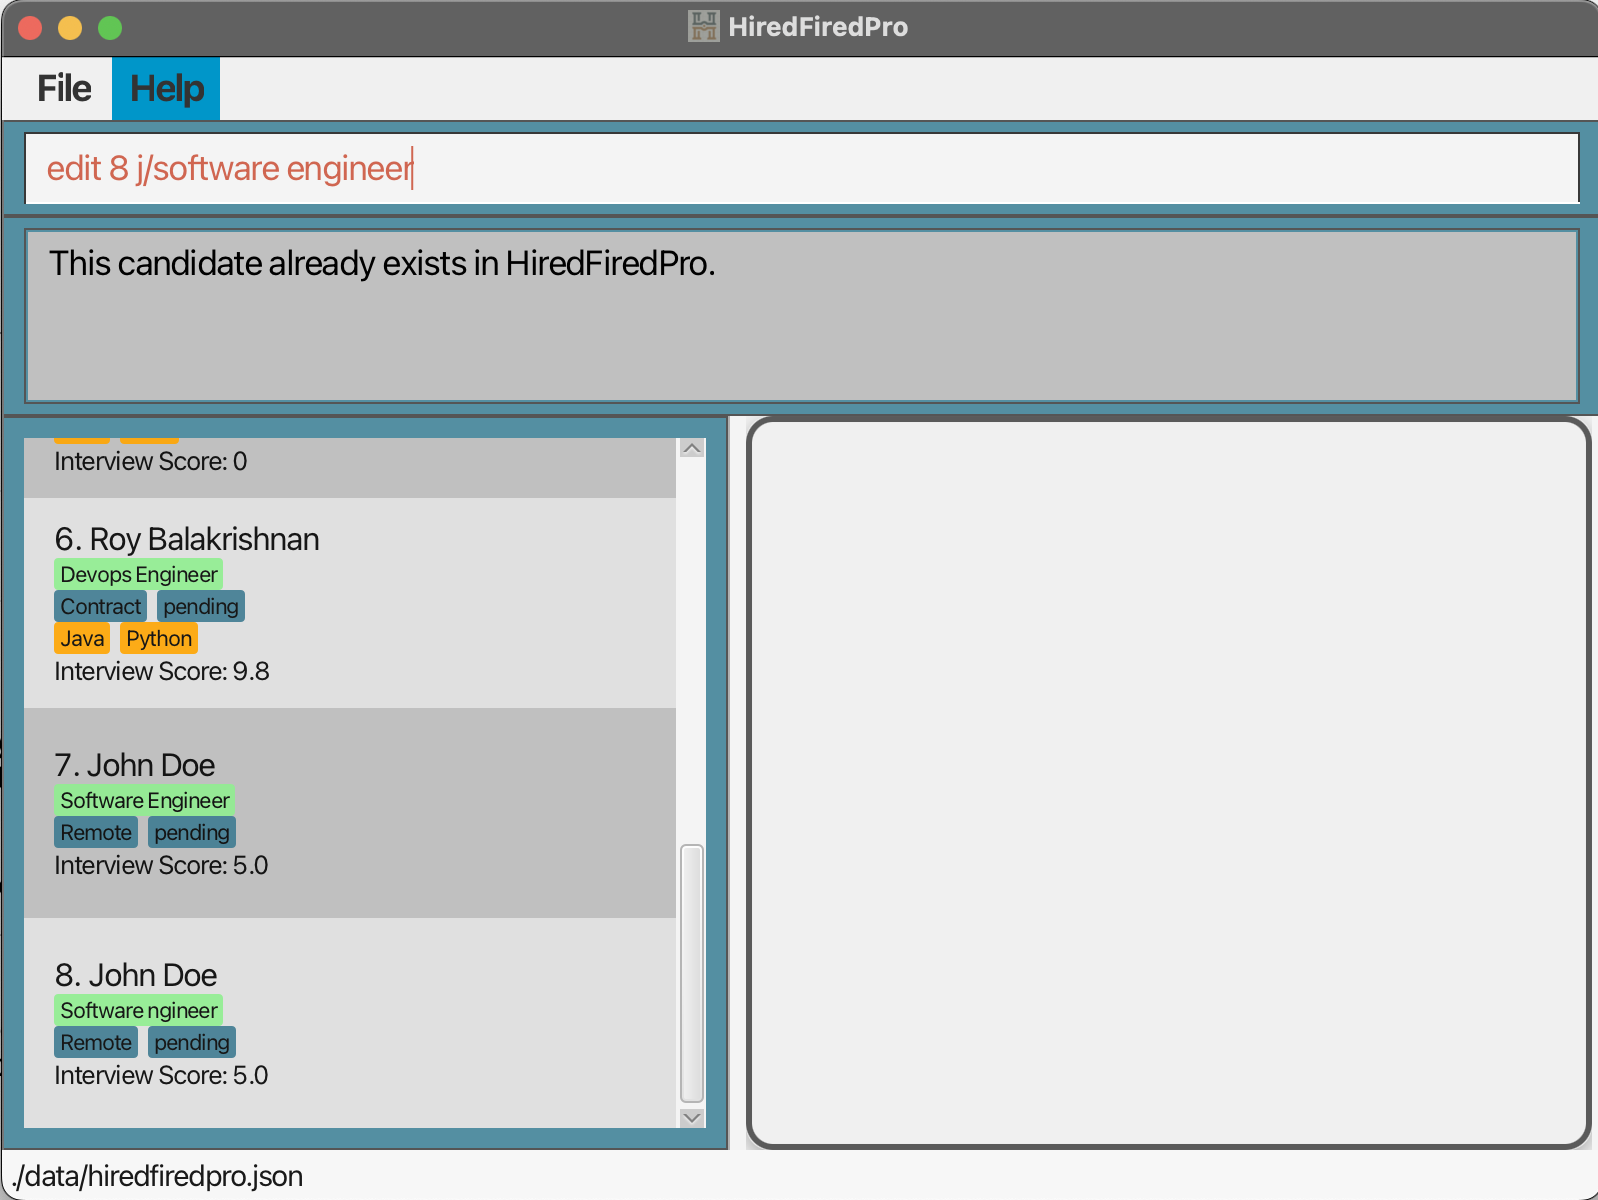 HiredFiredPro
File Help
edit 8 j/software engineer
This candidate already exists in HiredFiredPro.
Interview Score: 0
6. Roy Balakrishnan
Devops Engineer
Contract pending
Java Python
Interview Score: 9.8
7. John Doe
Software Engineer
Remote pending
Interview Score: 5.0
8. John Doe
Software ngineer
Remote pending
Interview Score: 5.0
./data/hiredfiredpro.json